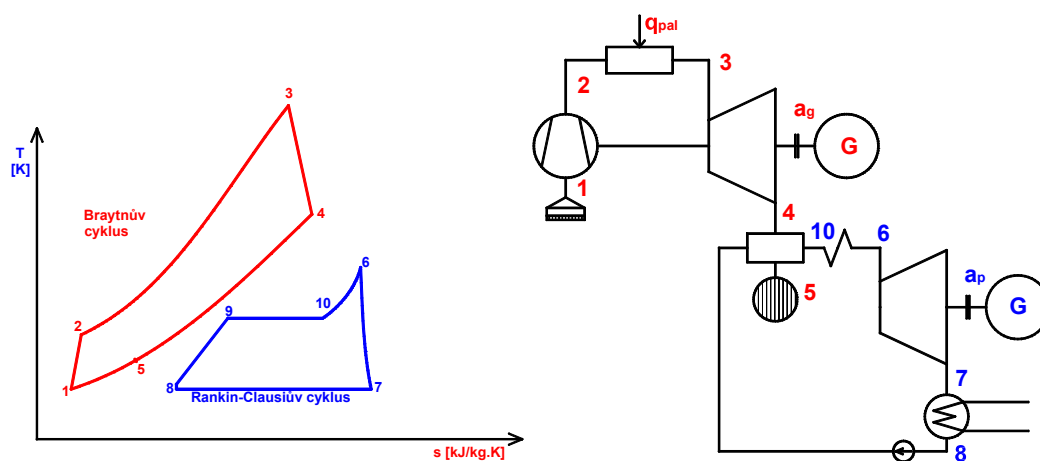 T
[K]
Braytnův
cyklus
1
2
3
4
5
6
7
8
9
10
Rankin-Clausiův cyklus
s [kJ/kg.K]
qpal
2
3
1
ag
G
4
10
6
5
ap
G
7
8